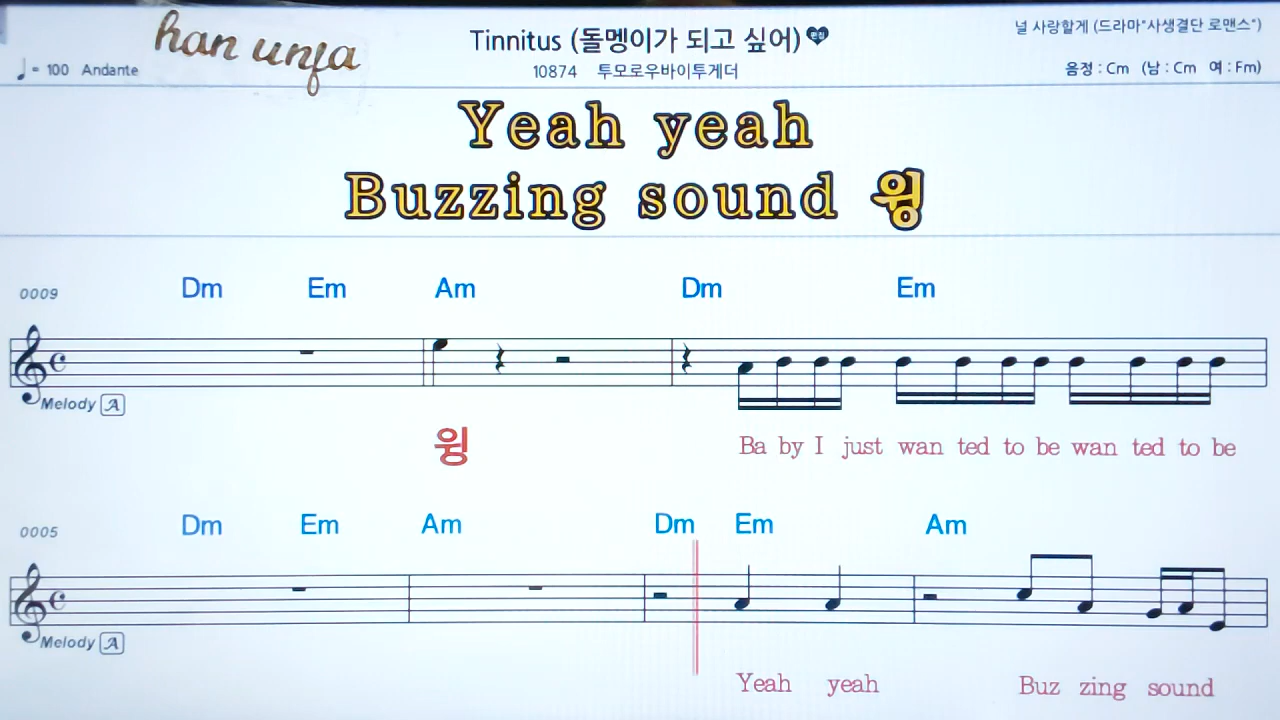 han unfa
Tinnitus (돌멩이가 되고 싶어)
편집
널 사랑할게 (드라마"사생결단 로맨스")
♩= 100 Andante
10874 투모로우바이투게더
음정 : Cm (남 : Cm 여 : Fm)
Yeah yeah
Buzzing sound 윙
0009 Dm Em Am Dm Em
Melody A
윙 Ba by I just wan ted to be wan ted to be
0005 Dm Em Am Dm Em Am
Melody A
Yeah yeah Buz zing sound